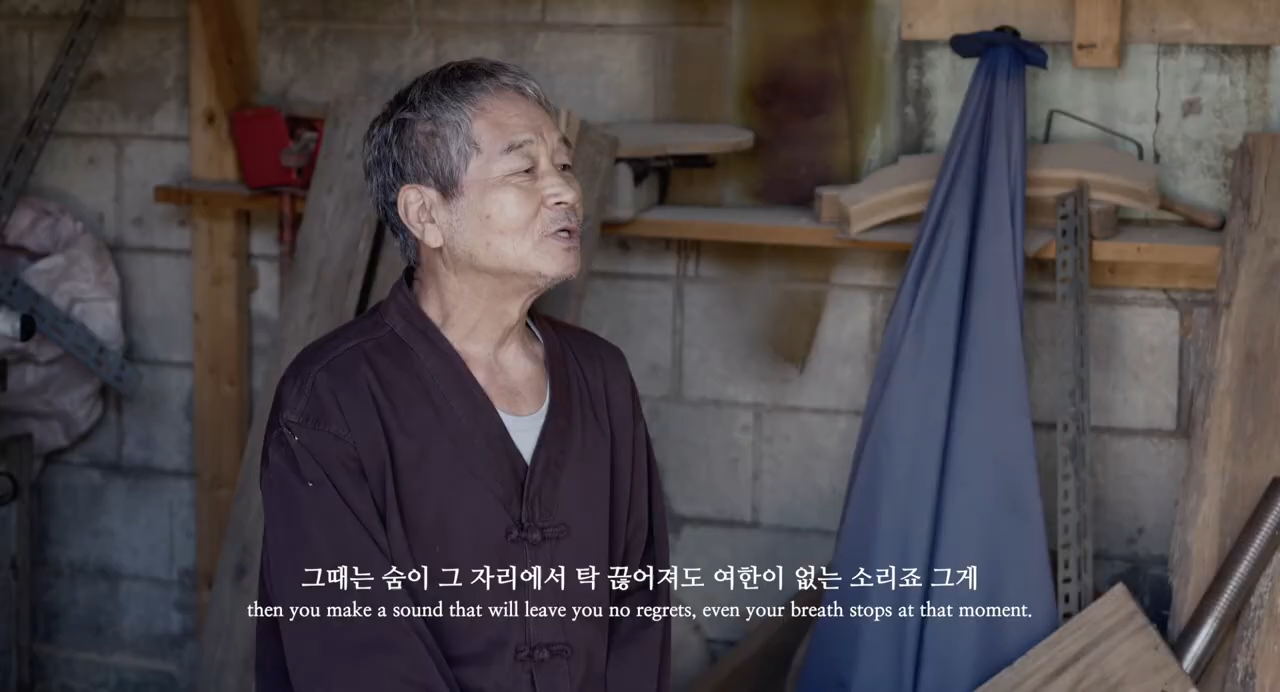 그때는 숨이 그 자리에서 탁 끊어져도 여한이 없는 소리죠 그게
then you make a sound that will leave you no regrets, even your breath stops at that moment.